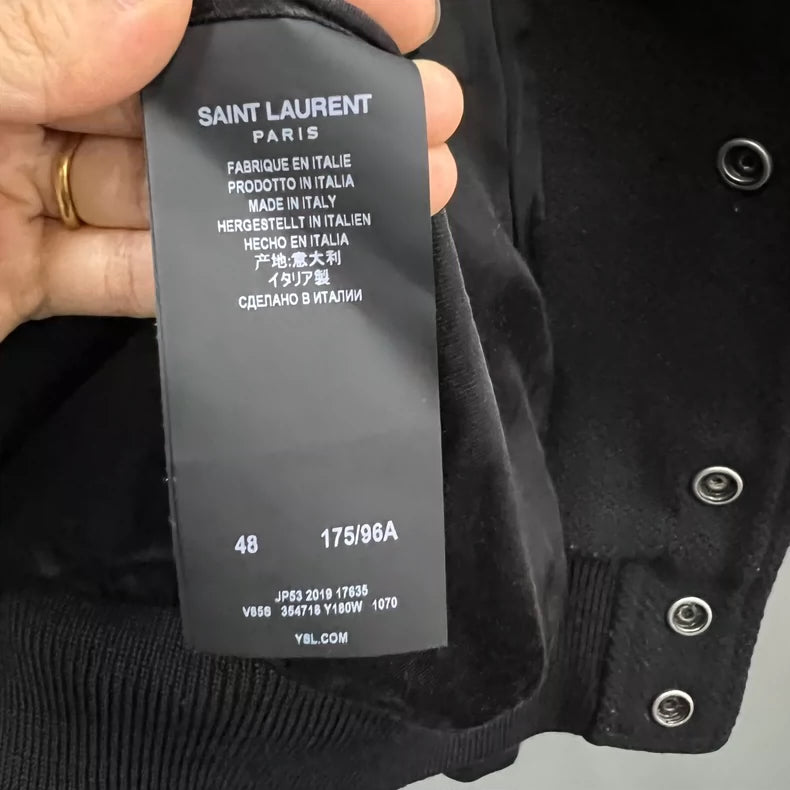 SAINT LAURENT
PARIS
FABRIQUE EN ITALIE
PRODOTTO IN ITALIA
MADE IN ITALY
HERGESTELLT IN ITALIEN
HECHO EN ITALIA
产地:意大利
イタリア製
СДЕЛАНО В ИТАЛИИ
48 175/96A
JP53 2019 17635
V656 354718 Y180W 1070
YSL.COM